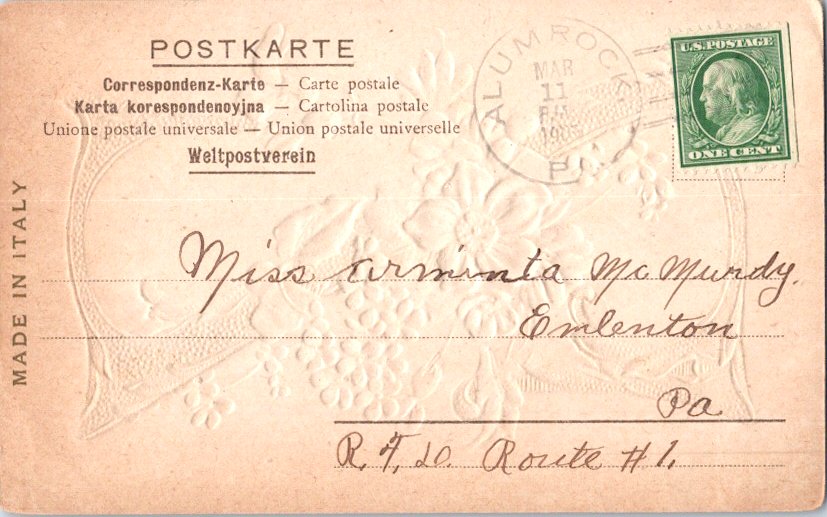 POSTKARTE
Correspondenz-Karte — Carte postale
Karta korespondenoyjna — Cartolina postale
Unione postale universale — Union postale universelle
Weltpostverein
MADE IN ITALY
ALUM ROCK,
MAR
11
PA.
U.S. POSTAGE
ONE CENT
Miss Arminta McMurdy.
Emlenton
Pa
R. F. D. Route #1.